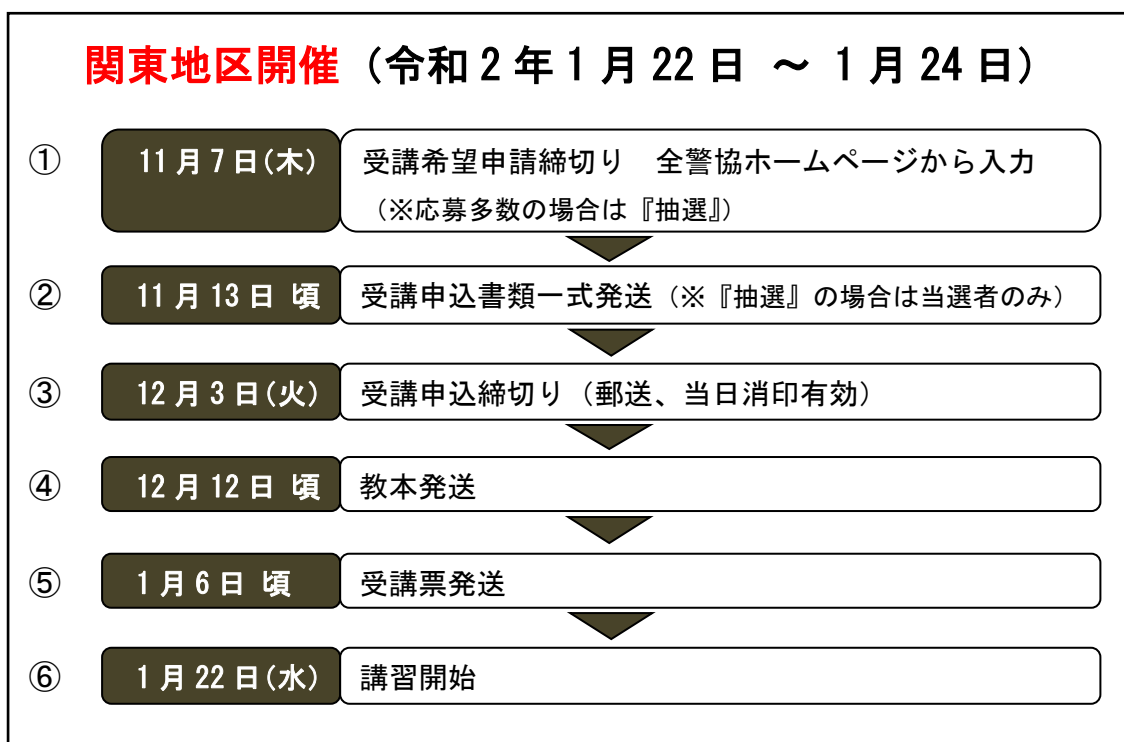 関東地区開催（令和2年1月22日 ～ 1月24日）
① 11月7日(木) 受講希望申請締切り　全警協ホームページから入力
（※応募多数の場合は『抽選』）
② 11月13日 頃 受講申込書類一式発送（※『抽選』の場合は当選者のみ）
③ 12月3日(火) 受講申込締切り（郵送、当日消印有効）
④ 12月12日 頃 教本発送
⑤ 1月6日 頃 受講票発送
⑥ 1月22日(水) 講習開始